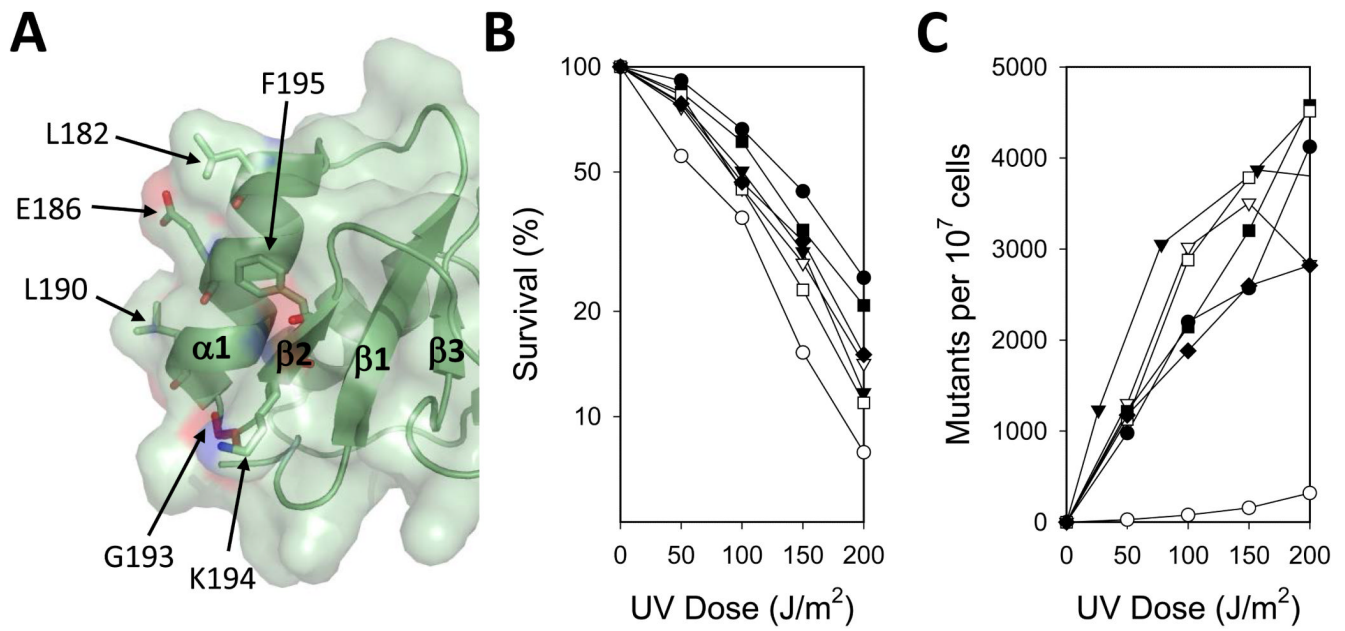 A
F195
L182
E186
L190
α1
β2
β1
β3
G193
K194
B
100
50
20
10
Survival (%)
0 50 100 150 200
UV Dose (J/m2)
C
5000
4000
3000
2000
1000
0
Mutants per 107 cells
0 50 100 150 200
UV Dose (J/m2)